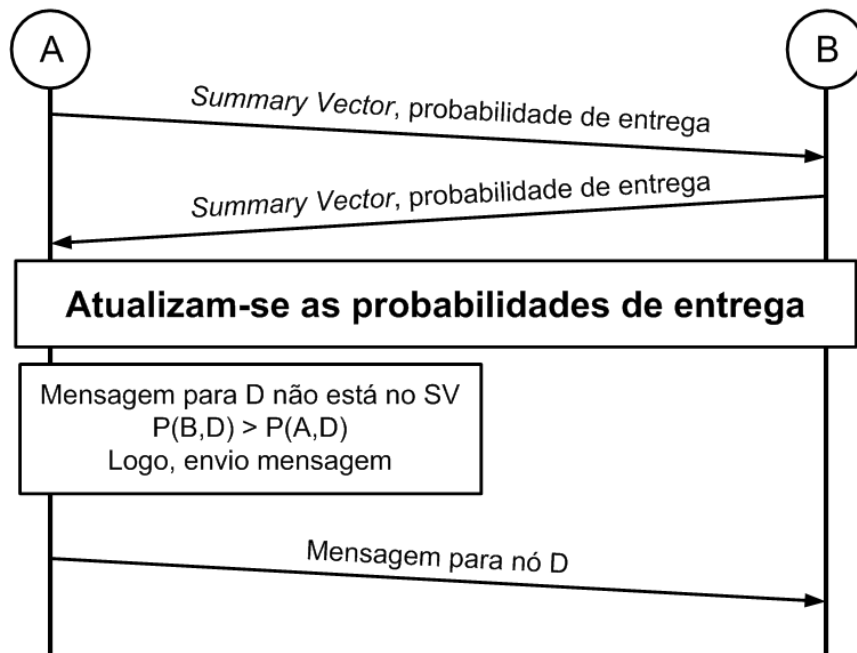 A
B
Summary Vector, probabilidade de entrega
Summary Vector, probabilidade de entrega
Atualizam-se as probabilidades de entrega
Mensagem para D não está no SV
P(B,D) > P(A,D)
Logo, envio mensagem
Mensagem para nó D